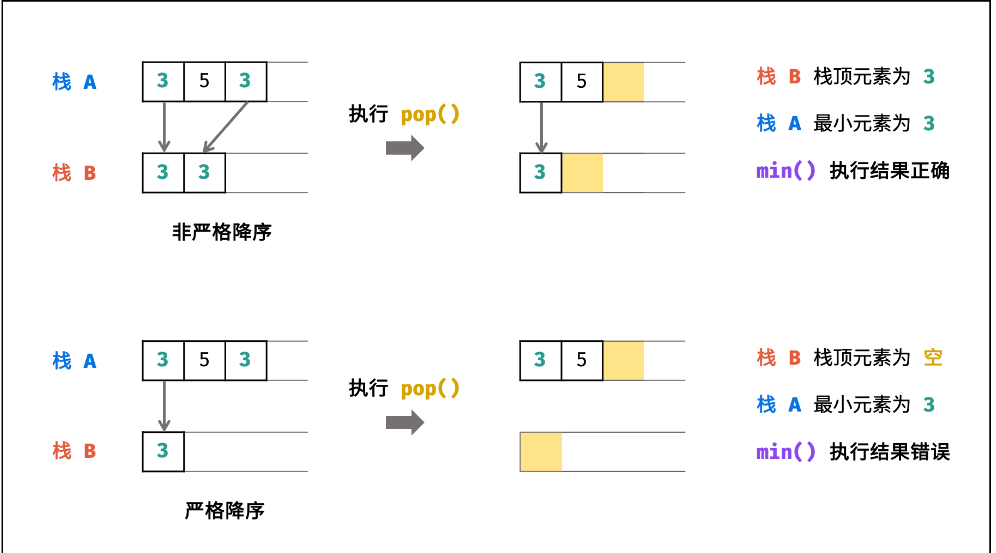 栈 A 3 5 3
执行 pop()
栈 B 3 3
非严格降序
3 5
3
栈 B 栈顶元素为 3
栈 A 最小元素为 3
min() 执行结果正确
栈 A 3 5 3
执行 pop()
栈 B 3
严格降序
3 5
栈 B 栈顶元素为 空
栈 A 最小元素为 3
min() 执行结果错误